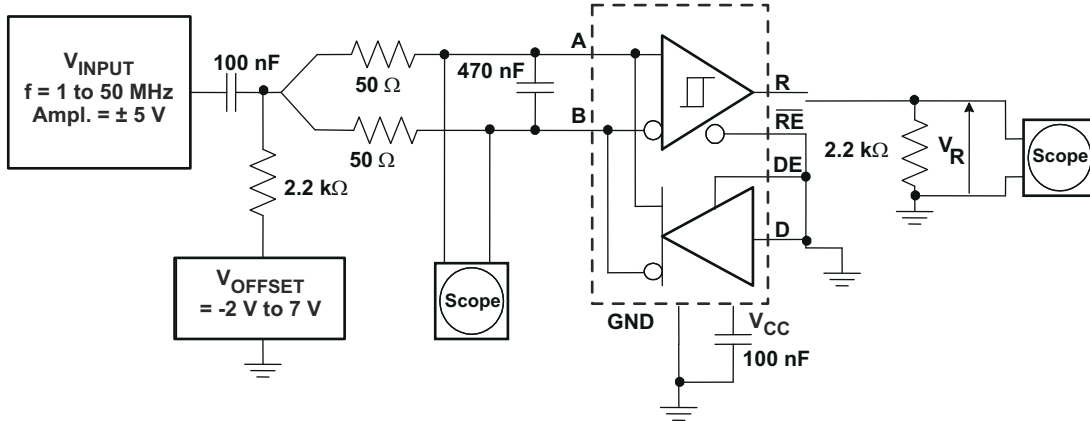 V_INPUT
f = 1 to 50 MHz
Ampl. = ± 5 V
100 nF
50 Ω
50 Ω
2.2 kΩ
V_OFFSET
= -2 V to 7 V
470 nF
Scope
A
B
R
RE
DE
D
GND
V_CC
100 nF
2.2 kΩ
V_R
Scope